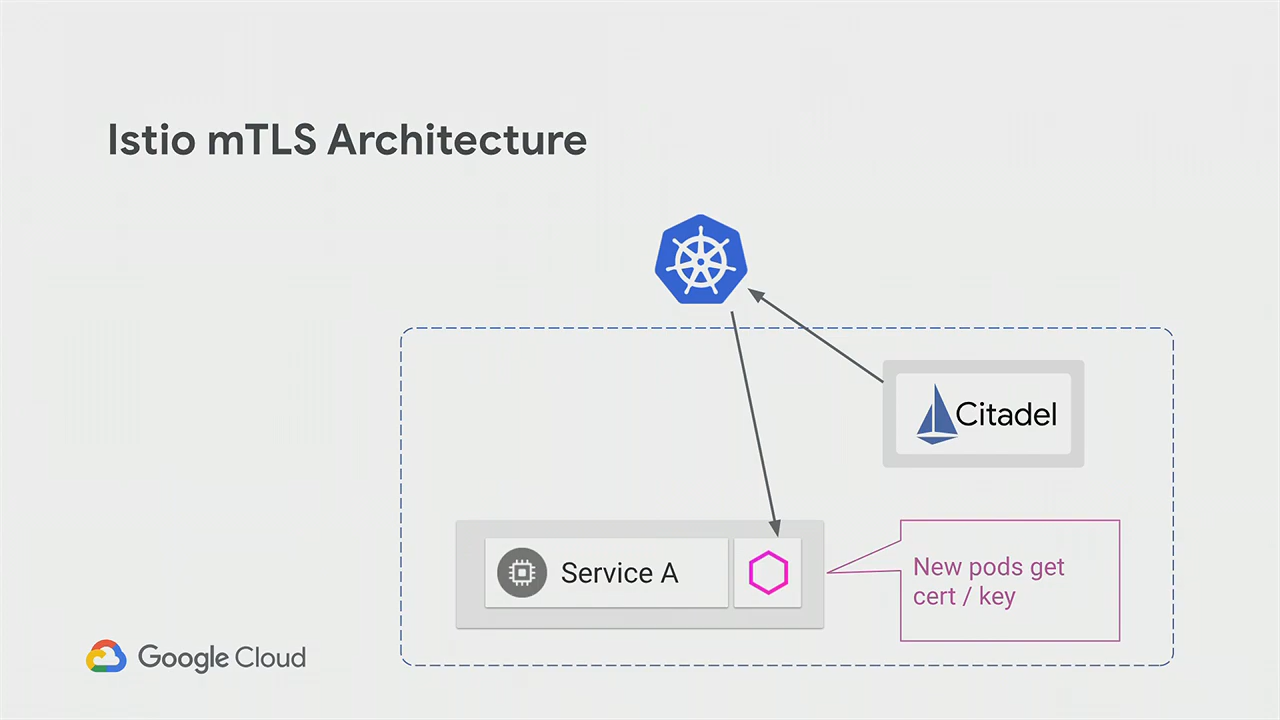 Istio mTLS Architecture
Citadel
Service A
New pods get
cert / key
Google Cloud